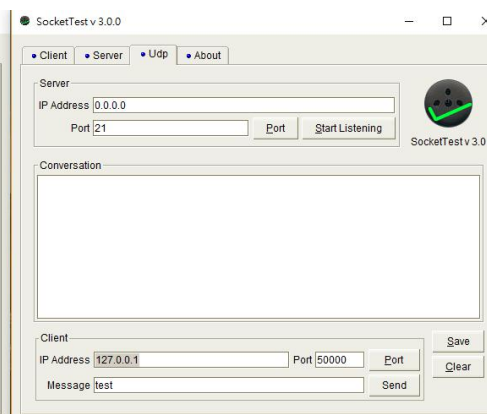 SocketTest v 3.0.0
Client Server Udp About
Server
IP Address 0.0.0.0
Port 21 Port Start Listening
SocketTest v 3.0
Conversation
Client
IP Address 127.0.0.1 Port 50000 Port
Message test Send
Save
Clear